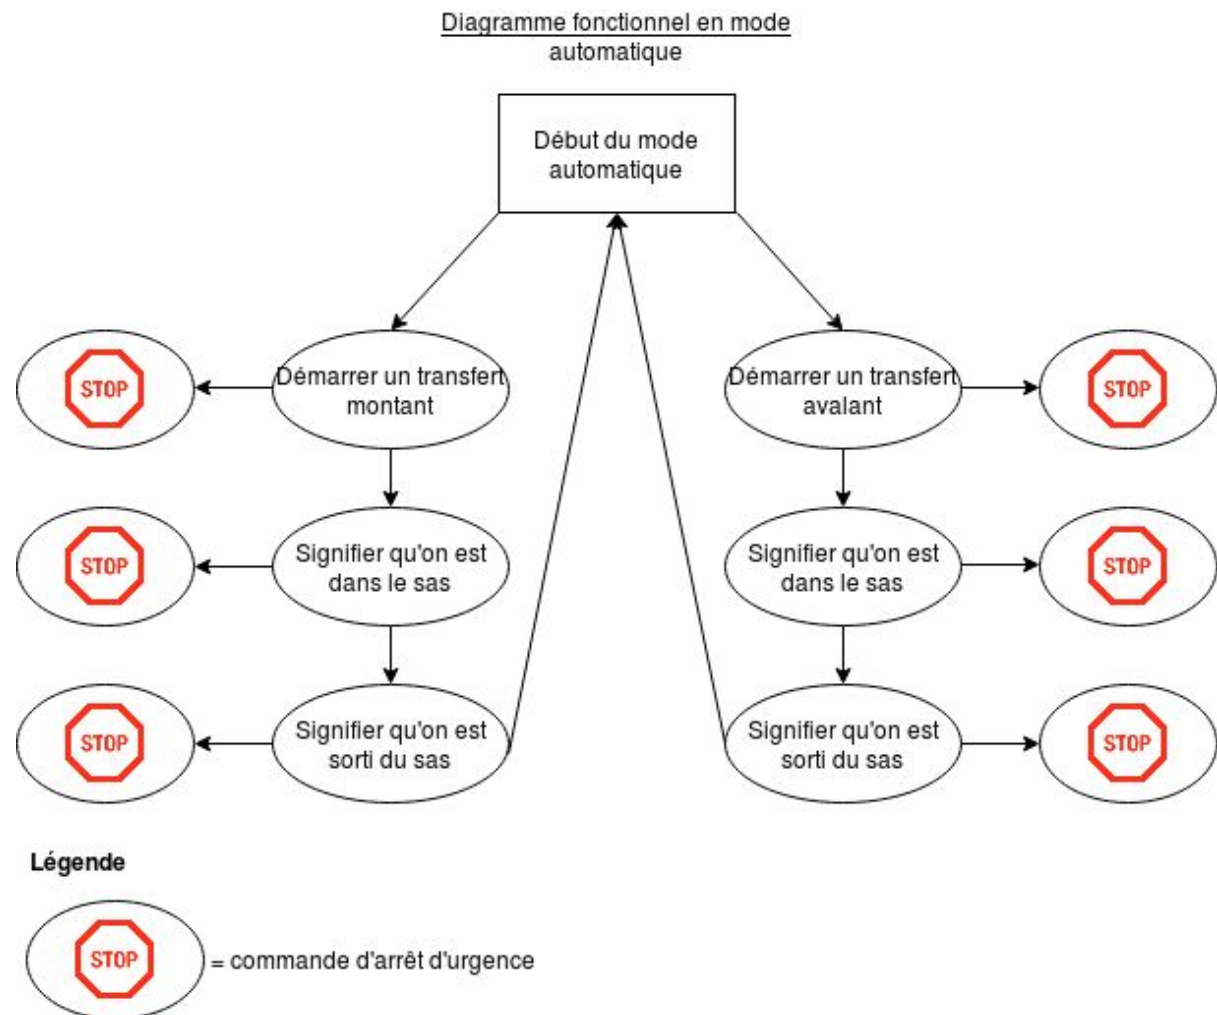 Diagramme fonctionnel en mode
automatique
Début du mode
automatique
STOP
Démarrer un transfert
montant
Démarrer un transfert
avalant
STOP
STOP
Signifier qu'on est
dans le sas
Signifier qu'on est
dans le sas
STOP
STOP
Signifier qu'on est
sorti du sas
Signifier qu'on est
sorti du sas
STOP
Légende
STOP
= commande d'arrêt d'urgence